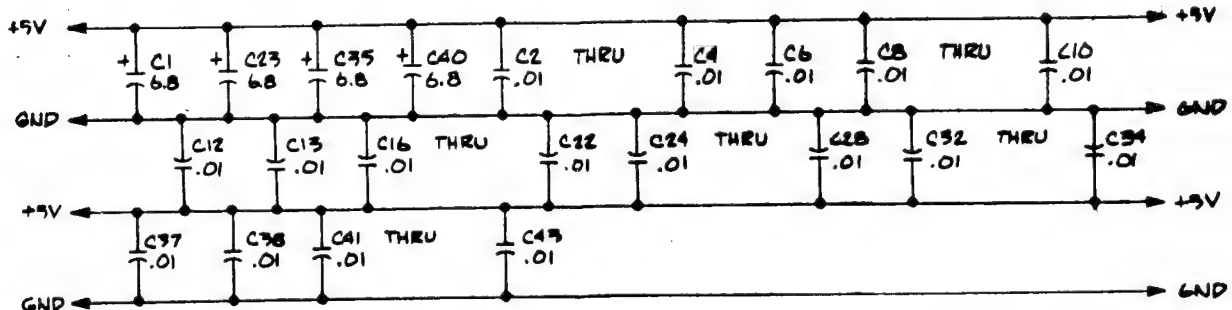 +5V +5V
+ C1 + C23 + C35 + C40 C2 THRU C4 C6 C8 THRU C10
6.8 6.8 6.8 6.8 .01 .01 .01 .01 .01
GND GND
C12 C13 C16 THRU C22 C24 THRU C28 C32 THRU C34
.01 .01 .01 .01 .01 .01 .01 .01
+5V +5V
C37 C38 C41 THRU C43
.01 .01 .01 .01
GND GND